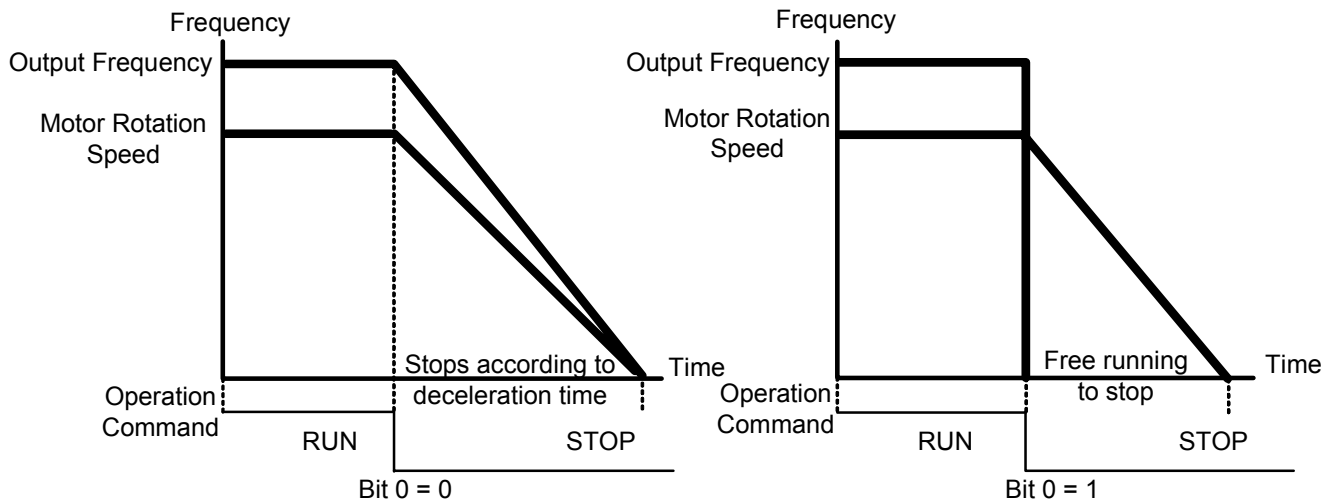 Frequency
Output Frequency
Motor Rotation
Speed
Stops according to
deceleration time
Time
Operation
Command
RUN
STOP
Bit 0 = 0
Frequency
Output Frequency
Motor Rotation
Speed
Free running
to stop
Time
Operation
Command
RUN
STOP
Bit 0 = 1